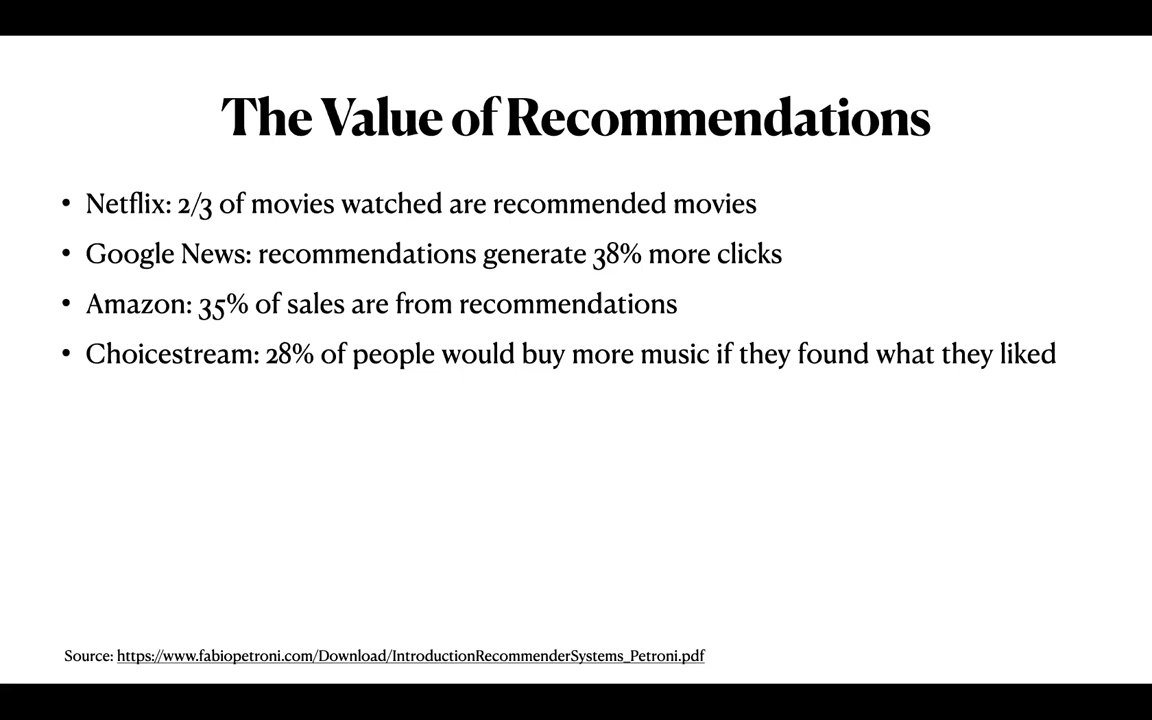 The Value of Recommendations
• Netflix: 2/3 of movies watched are recommended movies
• Google News: recommendations generate 38% more clicks
• Amazon: 35% of sales are from recommendations
• Choicestream: 28% of people would buy more music if they found what they liked
Source: https://www.fabiopetroni.com/Download/IntroductionRecommenderSystems_Petroni.pdf